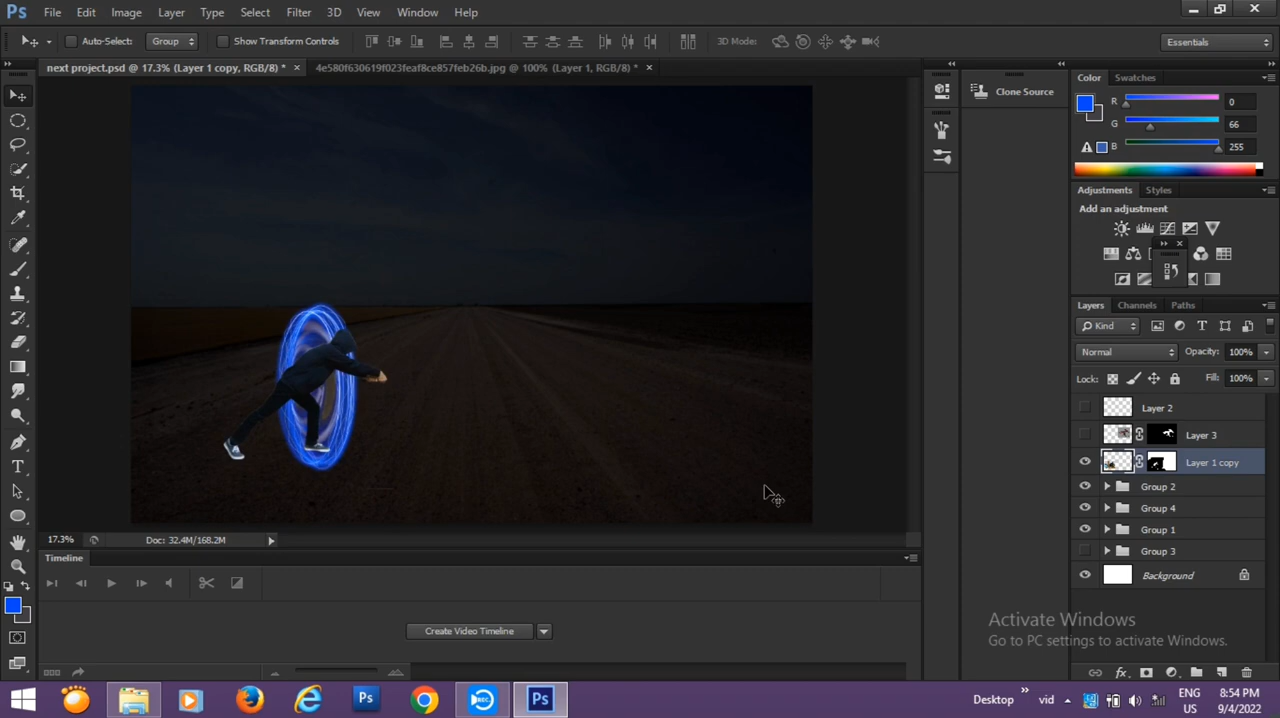 Ps File Edit Image Layer Type Select Filter 3D View Window Help
Auto-Select: Group Show Transform Controls 3D Mode: Essentials
next project.psd @ 17.3% (Layer 1 copy, RGB/8) * × 4e580f630619f023feaf8ce857feb26b.jpg @ 100% (Layer 1, RGB/8) * ×
Color Swatches
Clone Source
R 0
G 66
B 255
Adjustments Styles
Add an adjustment
Layers Channels Paths
Kind
Normal Opacity: 100%
Lock: Fill: 100%
Layer 2
Layer 3
Layer 1 copy
Group 2
Group 4
Group 1
Group 3
Background
17.3% Doc: 32.4M/168.2M
Timeline
Create Video Timeline
Activate Windows
Go to PC settings to activate Windows.
Ps REC Ps Desktop » vid ENG 8:54 PM
US 9/4/2022